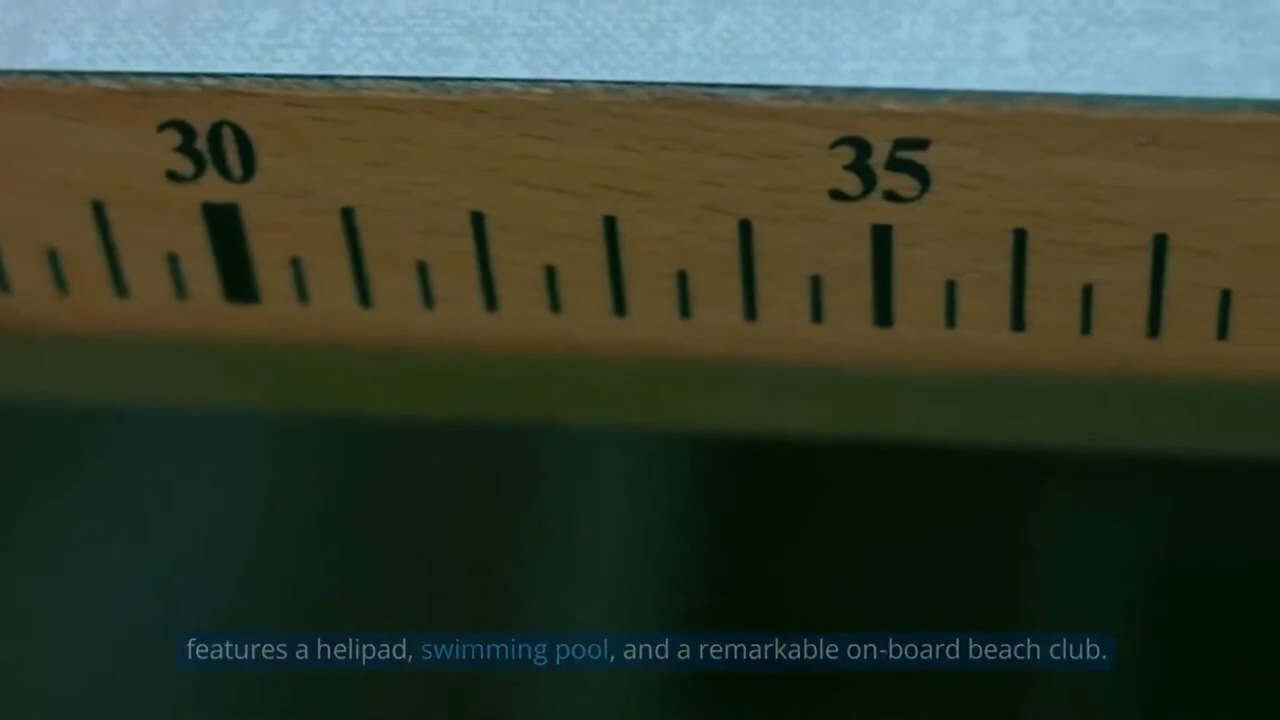 30 35
features a helipad, swimming pool, and a remarkable on-board beach club.